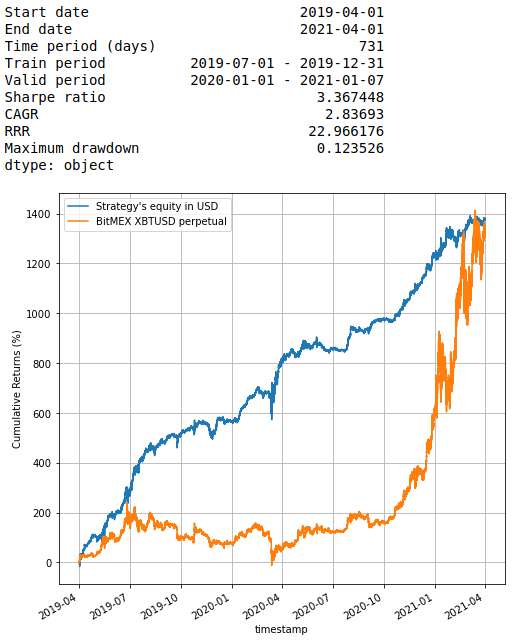 Start date 2019-04-01
End date 2021-04-01
Time period (days) 731
Train period 2019-07-01 - 2019-12-31
Valid period 2020-01-01 - 2021-01-07
Sharpe ratio 3.367448
CAGR 2.83693
RRR 22.966176
Maximum drawdown 0.123526
dtype: object
Strategy's equity in USD
BitMEX XBTUSD perpetual
Cumulative Returns (%)
1400
1200
1000
800
600
400
200
0
2019-04
2019-07
2019-10
2020-01
2020-04
2020-07
2020-10
2021-01
2021-04
timestamp